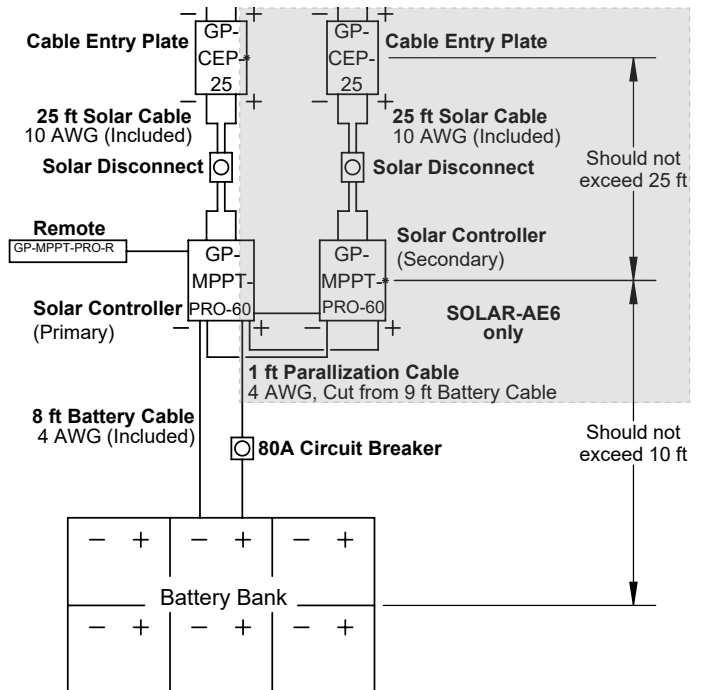 − +
− +
GP-
CEP-*
25
GP-
CEP-
25
Cable Entry Plate
Cable Entry Plate
− +
− +
25 ft Solar Cable
10 AWG (Included)
25 ft Solar Cable
10 AWG (Included)
Solar Disconnect
Solar Disconnect
Should not
exceed 25 ft
Remote
GP-MPPT-PRO-R
Solar Controller
(Secondary)
GP-
MPPT-
PRO-60
GP-
MPPT-*
PRO-60
Solar Controller
(Primary)
− +
− +
SOLAR-AE6
only
1 ft Parallization Cable
4 AWG, Cut from 9 ft Battery Cable
8 ft Battery Cable
4 AWG (Included)
80A Circuit Breaker
Should not
exceed 10 ft
− + − + − +
Battery Bank
− + − + − +